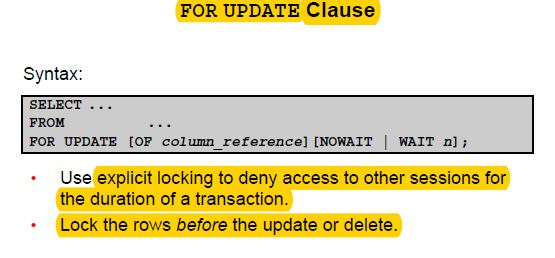 FOR UPDATE Clause
Syntax:
SELECT ...
FROM ...
FOR UPDATE [OF column_reference][NOWAIT | WAIT n];
• Use explicit locking to deny access to other sessions for
the duration of a transaction.
• Lock the rows before the update or delete.